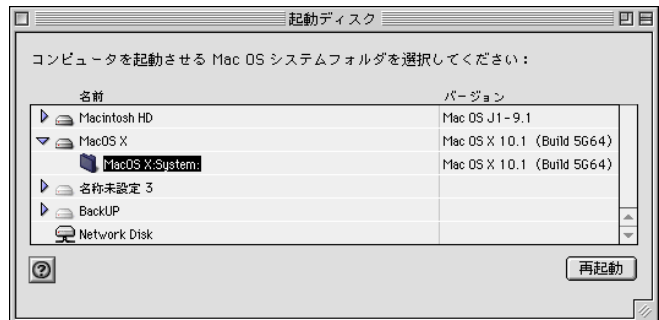 起動ディスク
コンピュータを起動させる Mac OS システムフォルダを選択してください：
名前 バージョン
Macintosh HD Mac OS J1-9.1
MacOS X Mac OS X 10.1 (Build 5G64)
MacOS X:System: Mac OS X 10.1 (Build 5G64)
名称未設定 3
BackUP
Network Disk
再起動